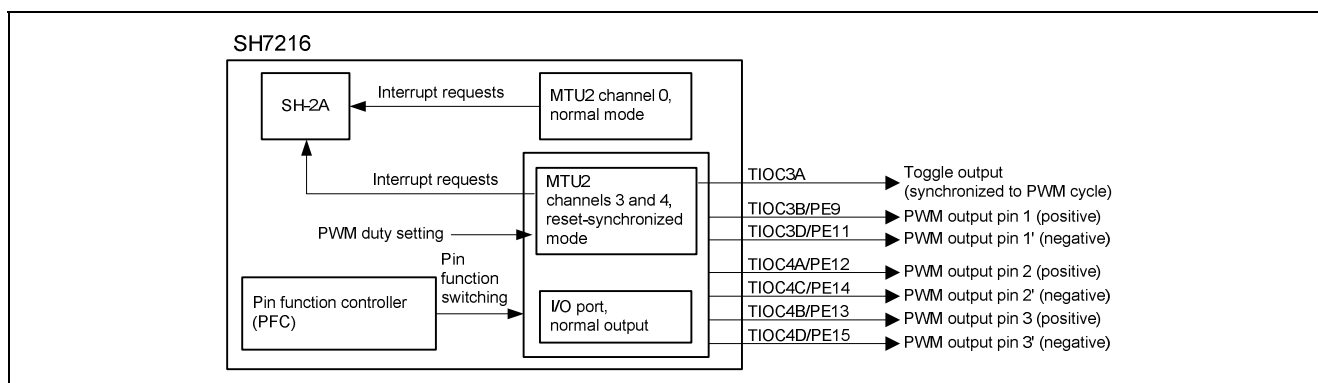 SH7216
SH-2A
Interrupt requests
MTU2 channel 0,
normal mode
Interrupt requests
MTU2
channels 3 and 4,
reset-synchronized
mode
PWM duty setting
Pin
function
switching
Pin function controller
(PFC)
I/O port,
normal output
TIOC3A
Toggle output
(synchronized to PWM cycle)
TIOC3B/PE9
PWM output pin 1 (positive)
TIOC3D/PE11
PWM output pin 1' (negative)
TIOC4A/PE12
PWM output pin 2 (positive)
TIOC4C/PE14
PWM output pin 2' (negative)
TIOC4B/PE13
PWM output pin 3 (positive)
TIOC4D/PE15
PWM output pin 3' (negative)